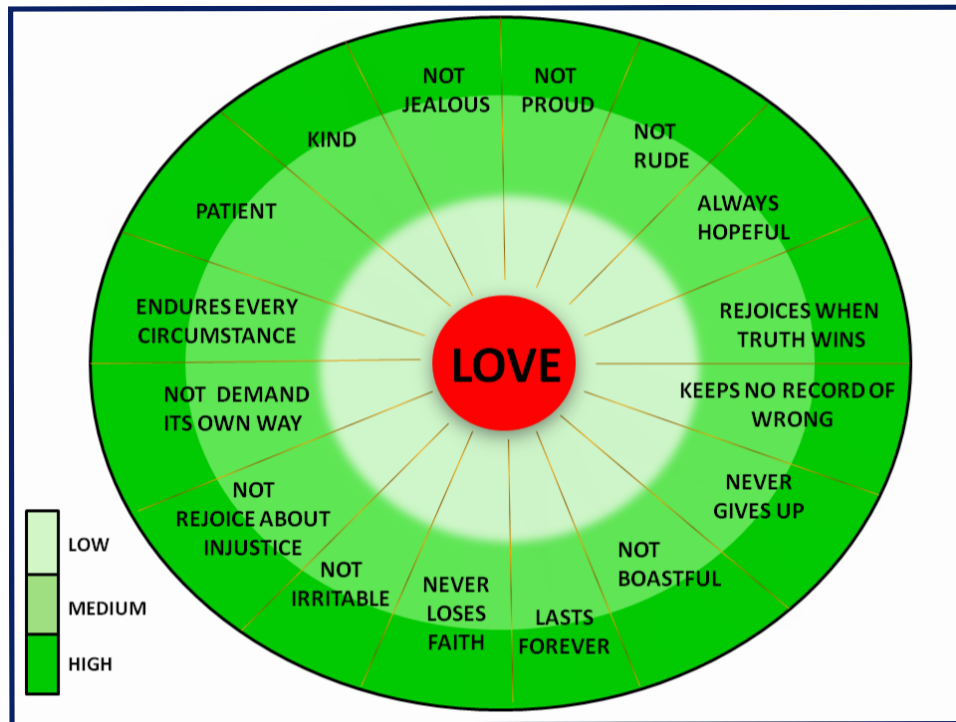 NOT
JEALOUS
NOT
PROUD
KIND
NOT
RUDE
PATIENT
ALWAYS
HOPEFUL
ENDURES EVERY
CIRCUMSTANCE
REJOICES WHEN
TRUTH WINS
LOVE
NOT DEMAND
ITS OWN WAY
KEEPS NO RECORD OF
WRONG
NOT
REJOICE ABOUT
INJUSTICE
NEVER
GIVES UP
NOT
IRRITABLE
NEVER
LOSES
FAITH
LASTS
FOREVER
NOT
BOASTFUL
LOW
MEDIUM
HIGH